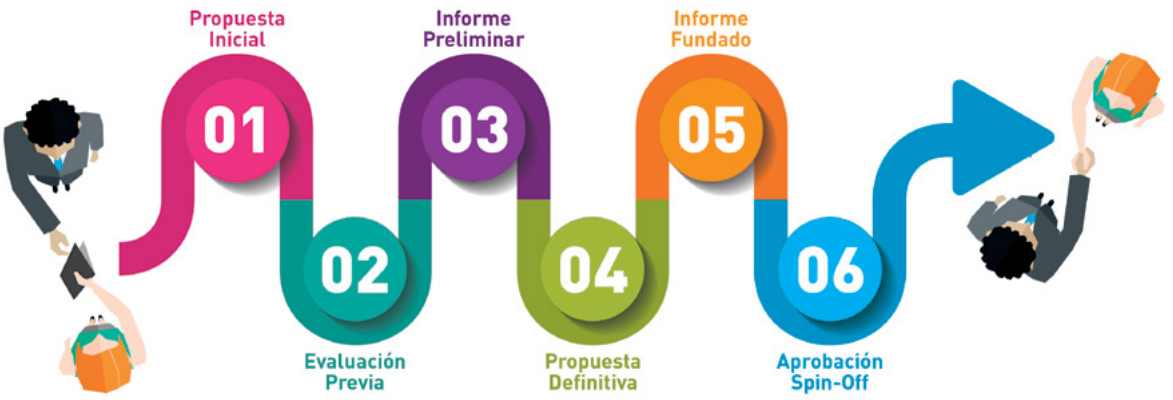 Propuesta
Inicial
01
02
Evaluación
Previa
Informe
Preliminar
03
04
Propuesta
Definitiva
Informe
Fundado
05
06
Aprobación
Spin-Off